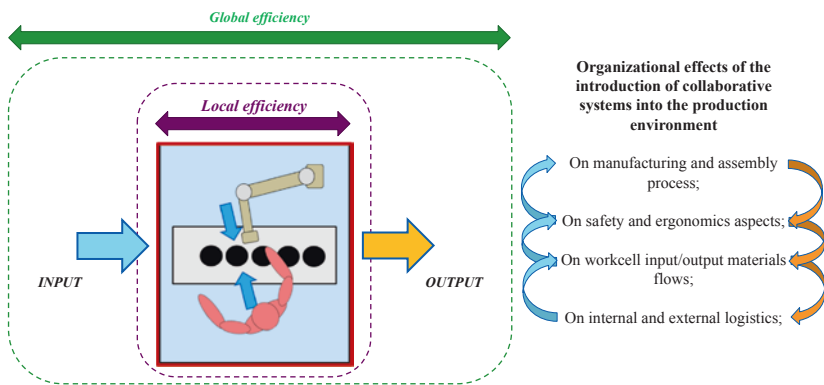 Global efficiency
Local efficiency
INPUT
OUTPUT
Organizational effects of the
introduction of collaborative
systems into the production
environment
On manufacturing and assembly
process;
On safety and ergonomics aspects;
On workcell input/output materials
flows;
On internal and external logistics;